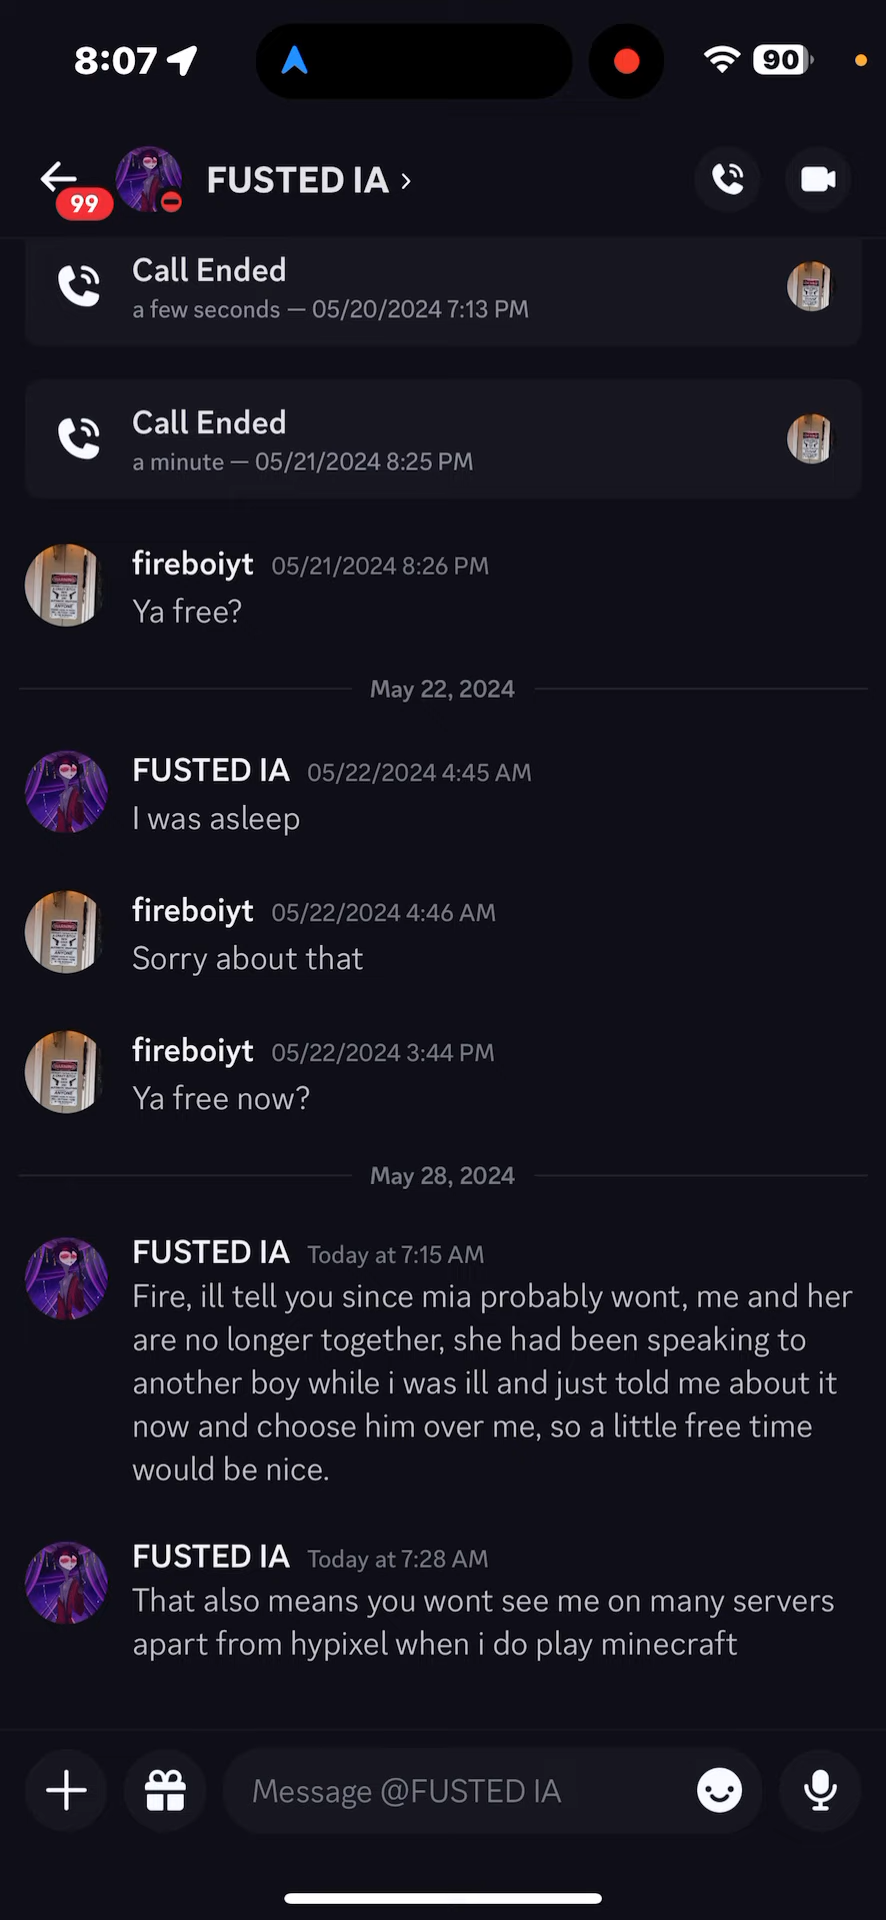 8:07
90
99
FUSTED IA
Call Ended
a few seconds — 05/20/2024 7:13 PM
Call Ended
a minute — 05/21/2024 8:25 PM
fireboiyt 05/21/2024 8:26 PM
Ya free?
May 22, 2024
FUSTED IA 05/22/2024 4:45 AM
I was asleep
fireboiyt 05/22/2024 4:46 AM
Sorry about that
fireboiyt 05/22/2024 3:44 PM
Ya free now?
May 28, 2024
FUSTED IA Today at 7:15 AM
Fire, ill tell you since mia probably wont, me and her
are no longer together, she had been speaking to
another boy while i was ill and just told me about it
now and choose him over me, so a little free time
would be nice.
FUSTED IA Today at 7:28 AM
That also means you wont see me on many servers
apart from hypixel when i do play minecraft
Message @FUSTED IA